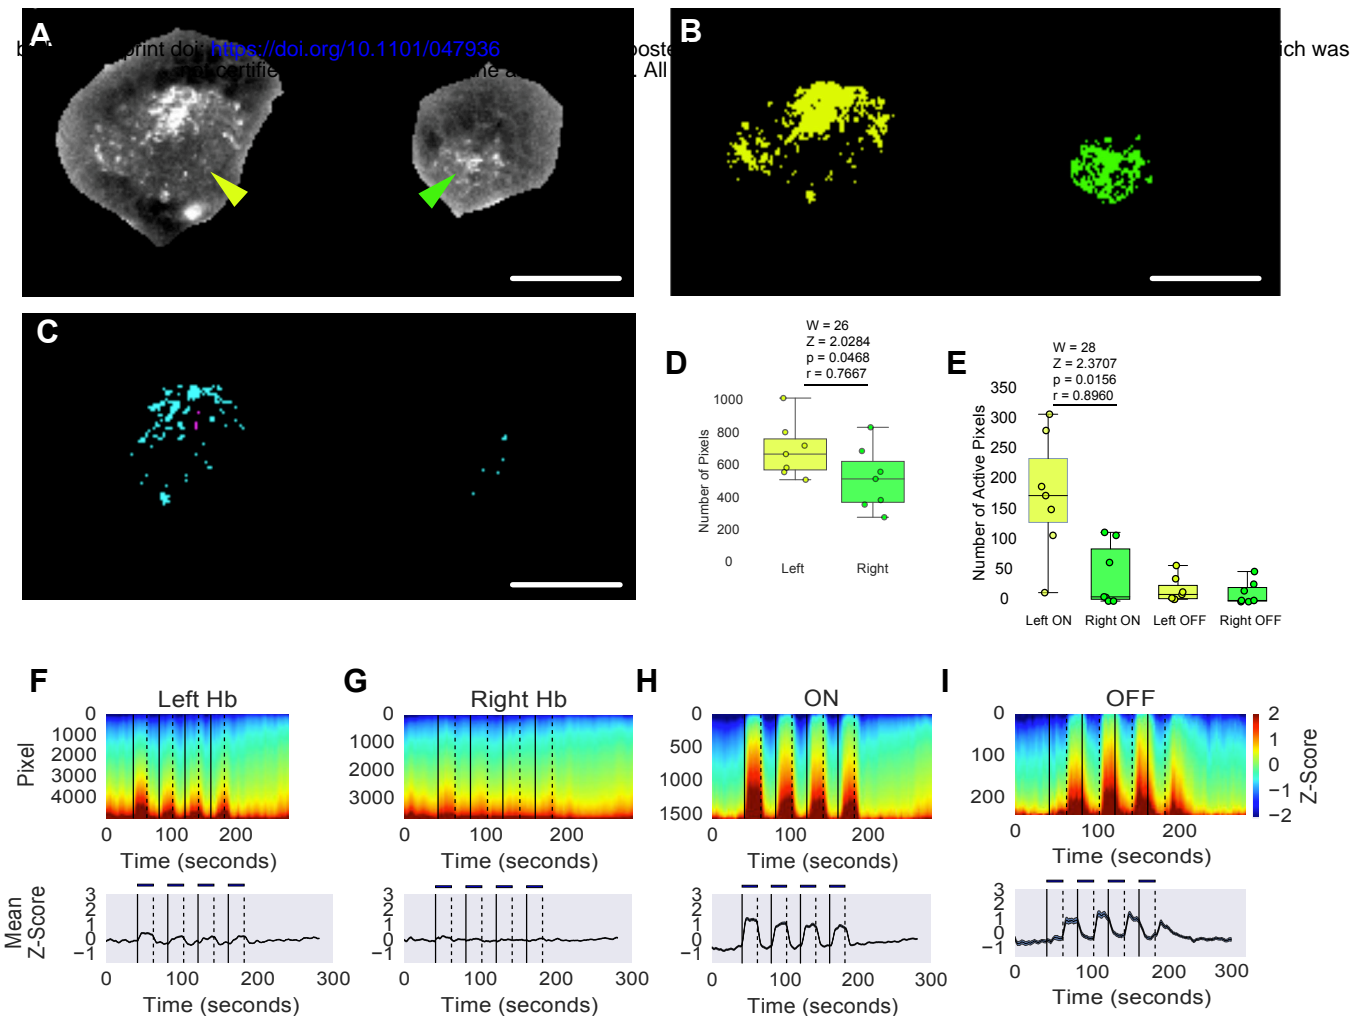 A
B
b
print doi: https://doi.org/10.1101/047936
poste
ich was
not certifie
the a
. All
C
D
W = 26
Z = 2.0284
p = 0.0468
r = 0.7667
Number of Pixels
1000
800
600
400
200
0
Left
Right
E
W = 28
Z = 2.3707
p = 0.0156
r = 0.8960
Number of Active Pixels
350
300
250
200
150
100
50
0
Left ON
Right ON
Left OFF
Right OFF
F
Left Hb
Pixel
0
1000
2000
3000
4000
0
100
200
Time (seconds)
Mean
Z-Score
3
2
1
0
−1
0
100
200
300
Time (seconds)
G
Right Hb
0
1000
2000
3000
0
100
200
Time (seconds)
3
2
1
0
−1
0
100
200
300
Time (seconds)
H
ON
0
500
1000
1500
0
100
200
Time (seconds)
3
2
1
0
−1
0
100
200
300
Time (seconds)
I
OFF
0
100
200
0
100
200
Time (seconds)
2
1
0
−1
−2
Z-Score
3
2
1
0
−1
0
100
200
300
Time (seconds)